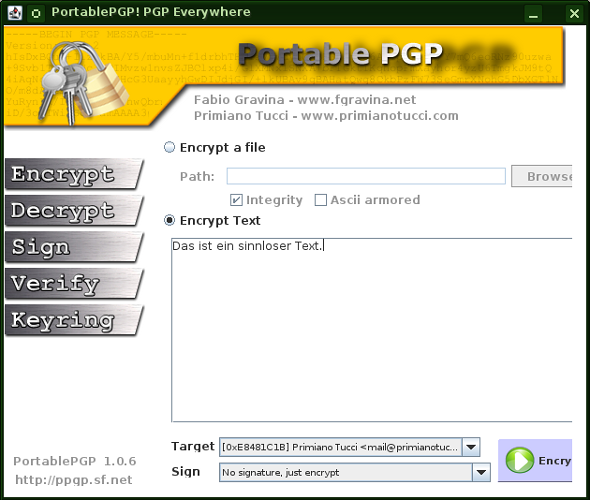 PortablePGP! PGP Everywhere
-----BEGIN PGP MESSAGE-----
Portable PGP
Fabio Gravina - www.fgravina.net
Primiano Tucci - www.primianotucci.com
Encrypt
Decrypt
Sign
Verify
Keyring
Encrypt a file
Path:
Browse
Integrity
Ascii armored
Encrypt Text
Das ist ein sinnloser Text.
Target
[0xE8481C1B] Primiano Tucci <mail@primianotuc...
Sign
No signature, just encrypt
Encry
PortablePGP 1.0.6
http://ppgp.sf.net